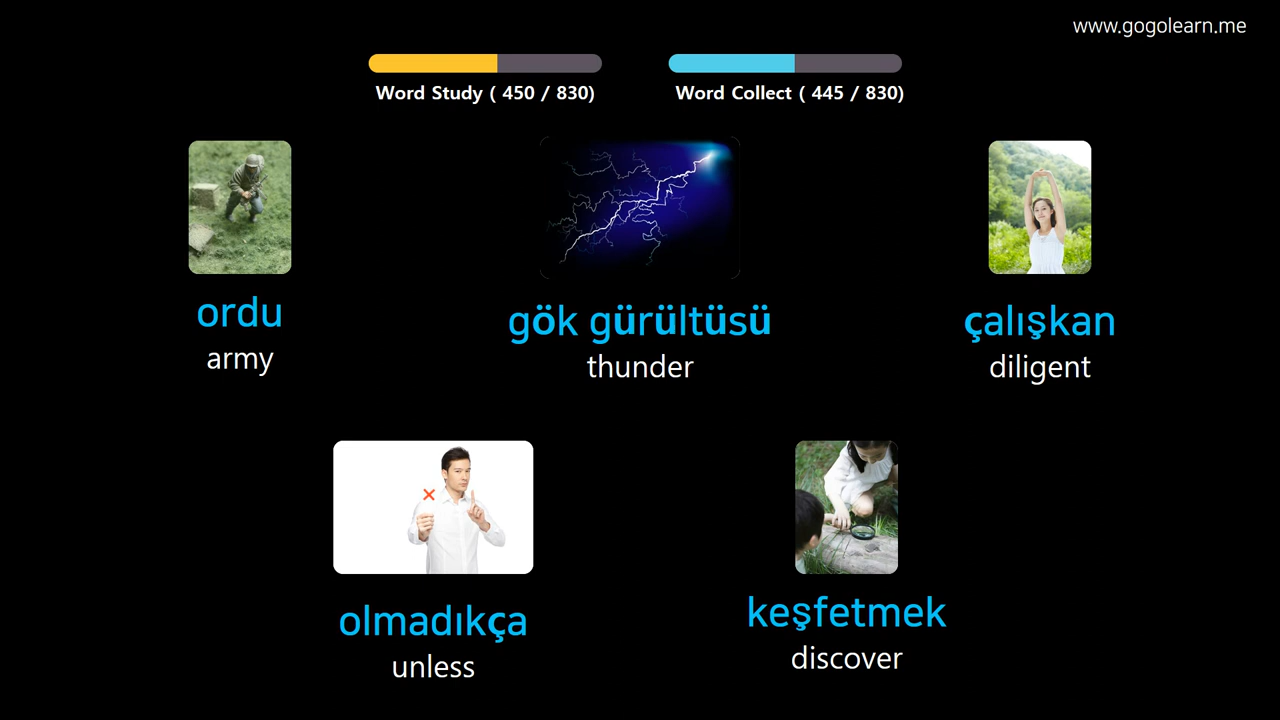 www.gogolearn.me
Word Study ( 450 / 830)
Word Collect ( 445 / 830)
ordu
army
gök gürültüsü
thunder
çalışkan
diligent
olmadıkça
unless
keşfetmek
discover